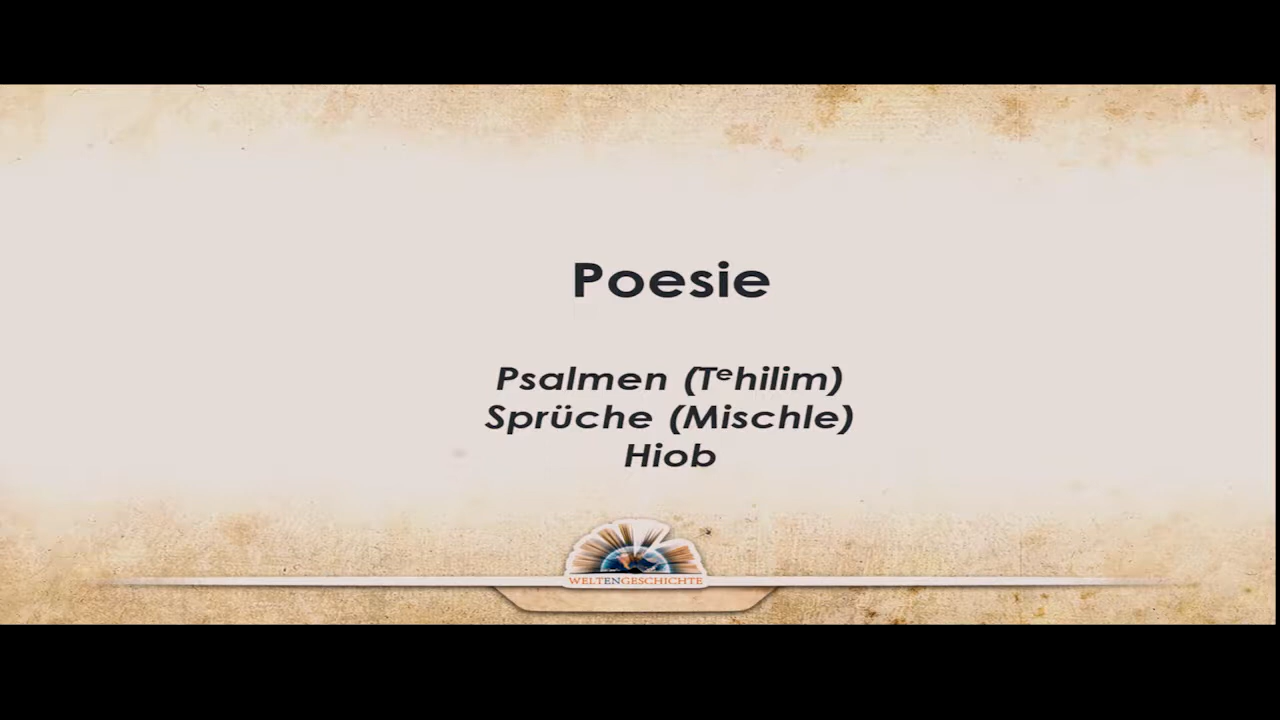 Poesie
Psalmen (Tᵉhilim)
Sprüche (Mischle)
Hiob
WELTENGESCHICHTE